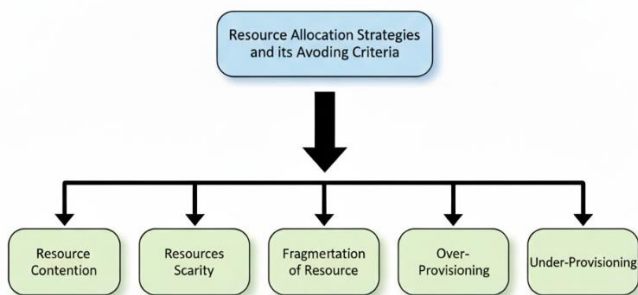 Resource Allocation Strategies
and its Avoding Criteria
Resource
Contention
Resources
Scarity
Fragmertation
of Resource
Over-
Provisioning
Under-Provisioning